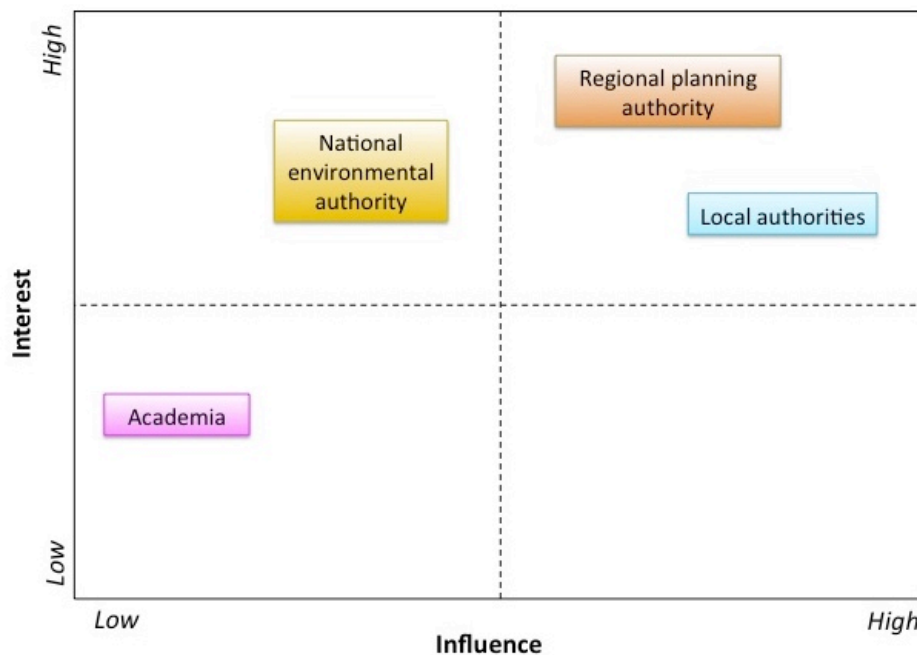 High
Regional planning
authority
National
environmental
authority
Local authorities
Interest
Academia
Low
Low
High
Influence